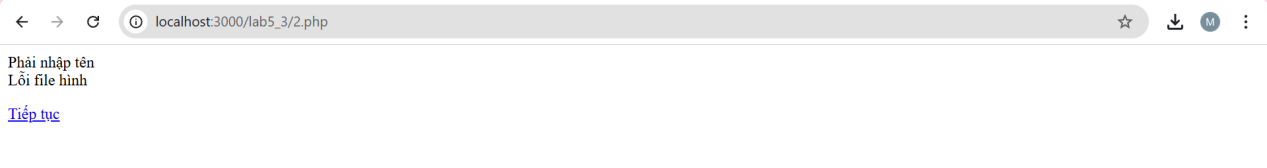 localhost:3000/lab5_3/2.php
M
Phải nhập tên
Lỗi file hình
Tiếp tục